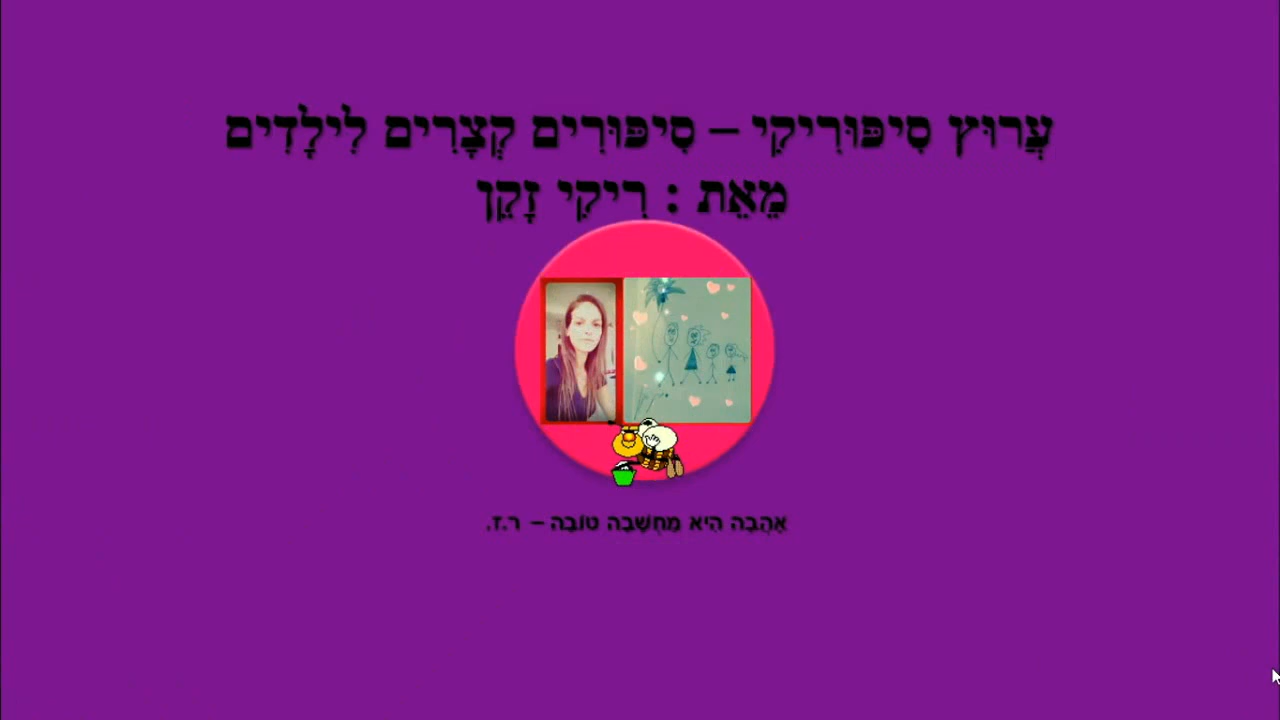 עֲרוּץ סִיפּוּרִיקִי – סִיפּוּרִים קְצָרִים לִילָדִים
מֵאֵת : רִיקִי זָקֵן
אַהֲבָה הִיא מַחְשָׁבָה טוֹבָה – ר.ז.